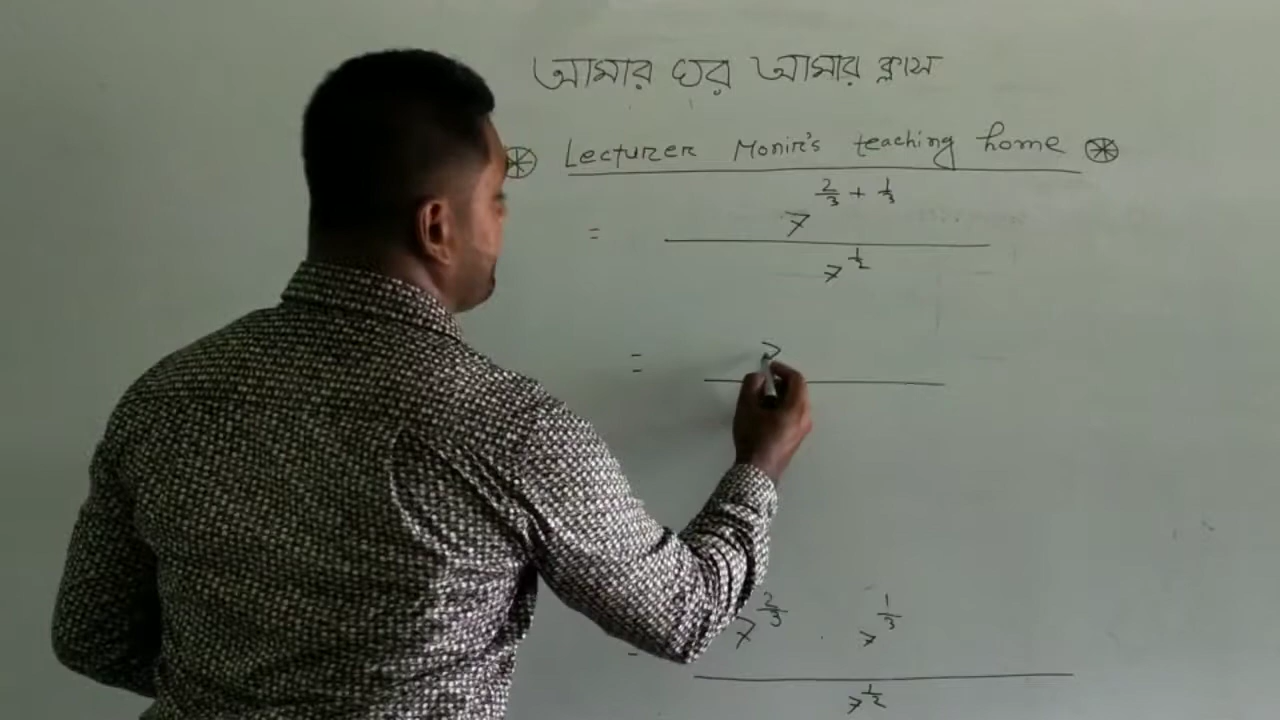 আমার ঘর আমার ক্লাস
Lecturer Monir's teaching home
= 7^(2/3 + 1/3) / 7^(1/2)
= 7
7^(2/3) . 7^(1/3) / 7^(1/2)